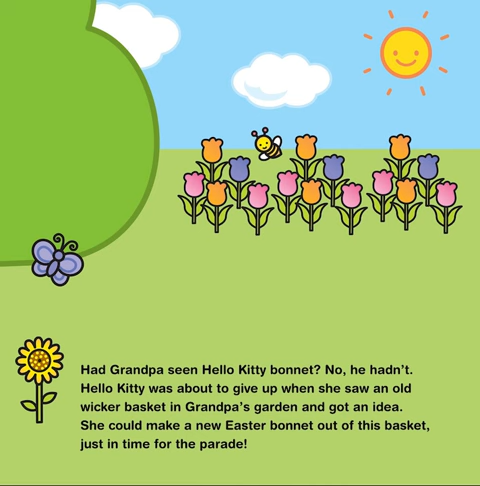 Had Grandpa seen Hello Kitty bonnet? No, he hadn't.
Hello Kitty was about to give up when she saw an old
wicker basket in Grandpa's garden and got an idea.
She could make a new Easter bonnet out of this basket,
just in time for the parade!